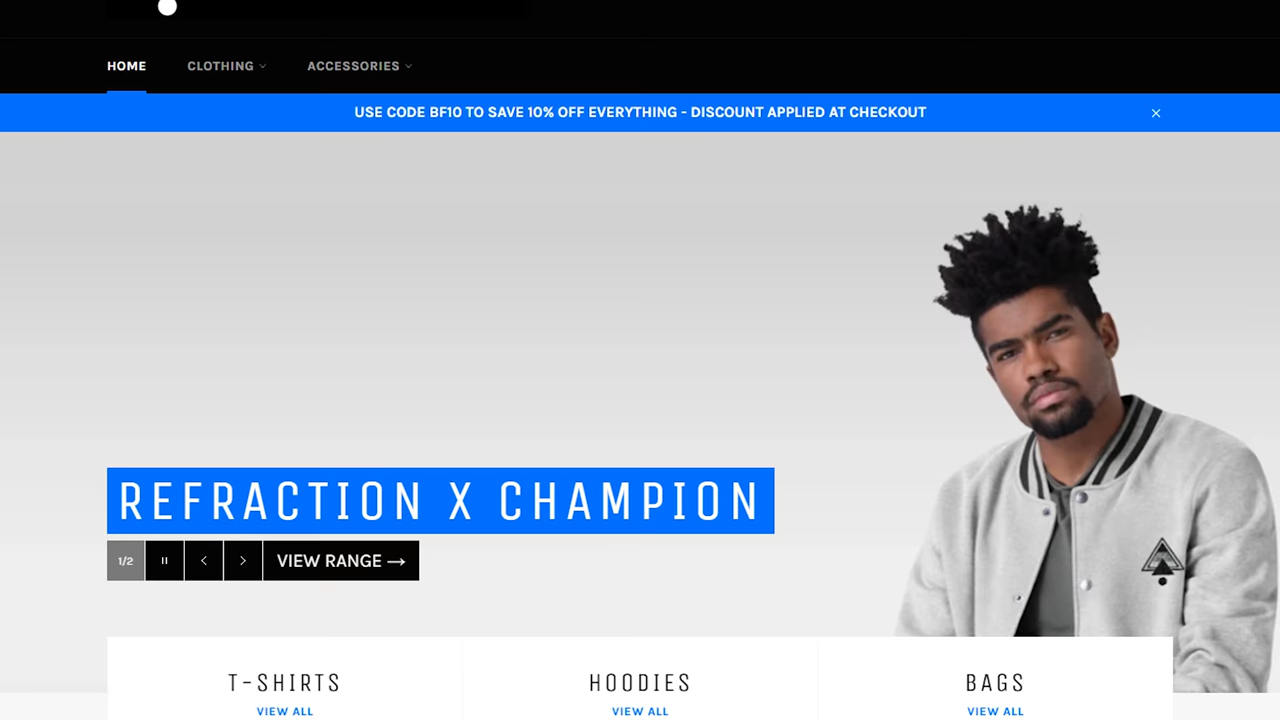 HOME CLOTHING ACCESSORIES
USE CODE BF10 TO SAVE 10% OFF EVERYTHING - DISCOUNT APPLIED AT CHECKOUT
REFRACTION X CHAMPION
1/2 VIEW RANGE →
T-SHIRTS HOODIES BAGS
VIEW ALL VIEW ALL VIEW ALL